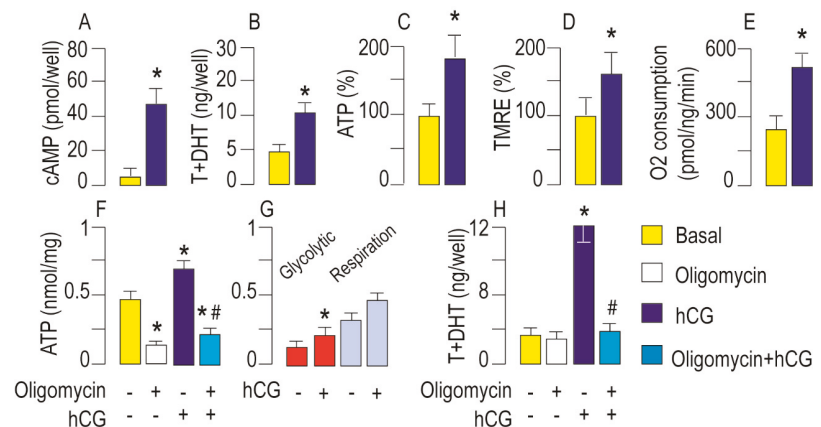 A
cAMP (pmol/well)
80
60
40
20
0
*
B
T+DHT (ng/well)
30
20
10
5
0
*
C
ATP (%)
200
100
0
*
D
TMRE (%)
200
100
0
*
E
O2 consumption
(pmol/ng/min)
600
300
0
*
F
ATP (nmol/mg)
1
0.5
0
*
*
* #
Oligomycin - + - +
hCG - - + +
G
1
0.5
0
Glycolytic
Respiration
*
hCG - + - +
H
T+DHT (ng/well)
12
8
4
0
*
#
Oligomycin - + - +
hCG - - + +
Basal
Oligomycin
hCG
Oligomycin+hCG